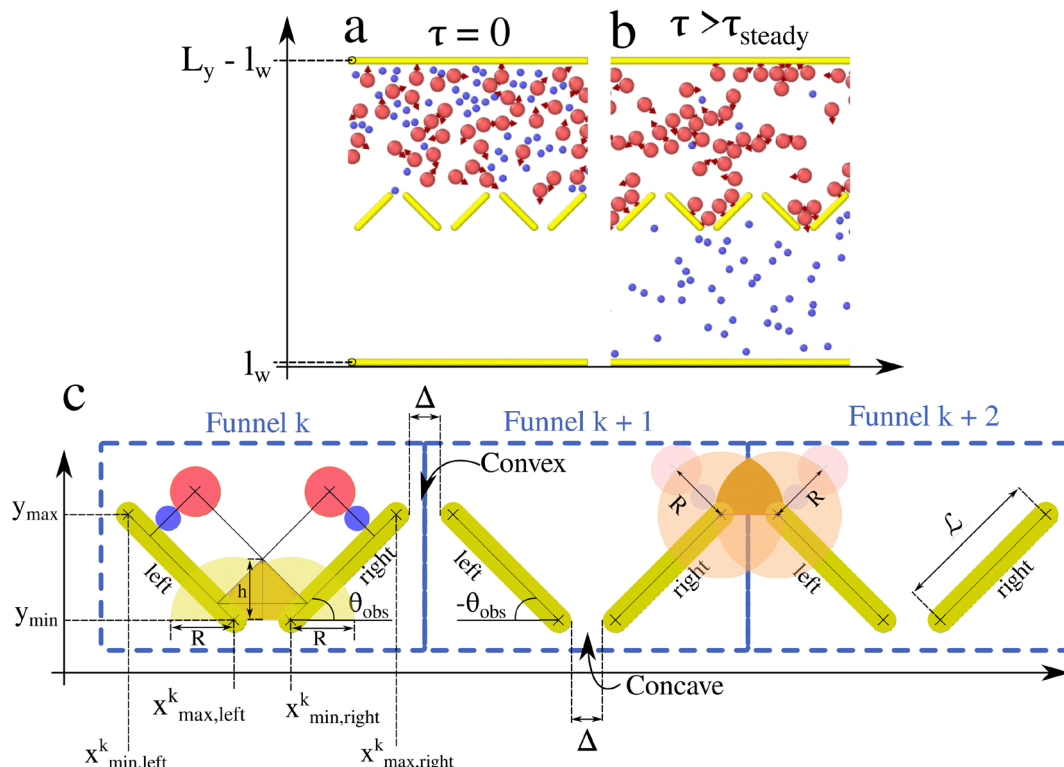 a
τ = 0
b
τ >τsteady
Ly - lw
lw
c
Δ
Funnel k
Funnel k + 1
Funnel k + 2
Convex
ymax
R
R
ℒ
left
right
left
right
left
right
h
θobs
-θobs
ymin
R
R
Concave
xkmax,left
xkmin,right
Δ
xkmin,left
xkmax,right